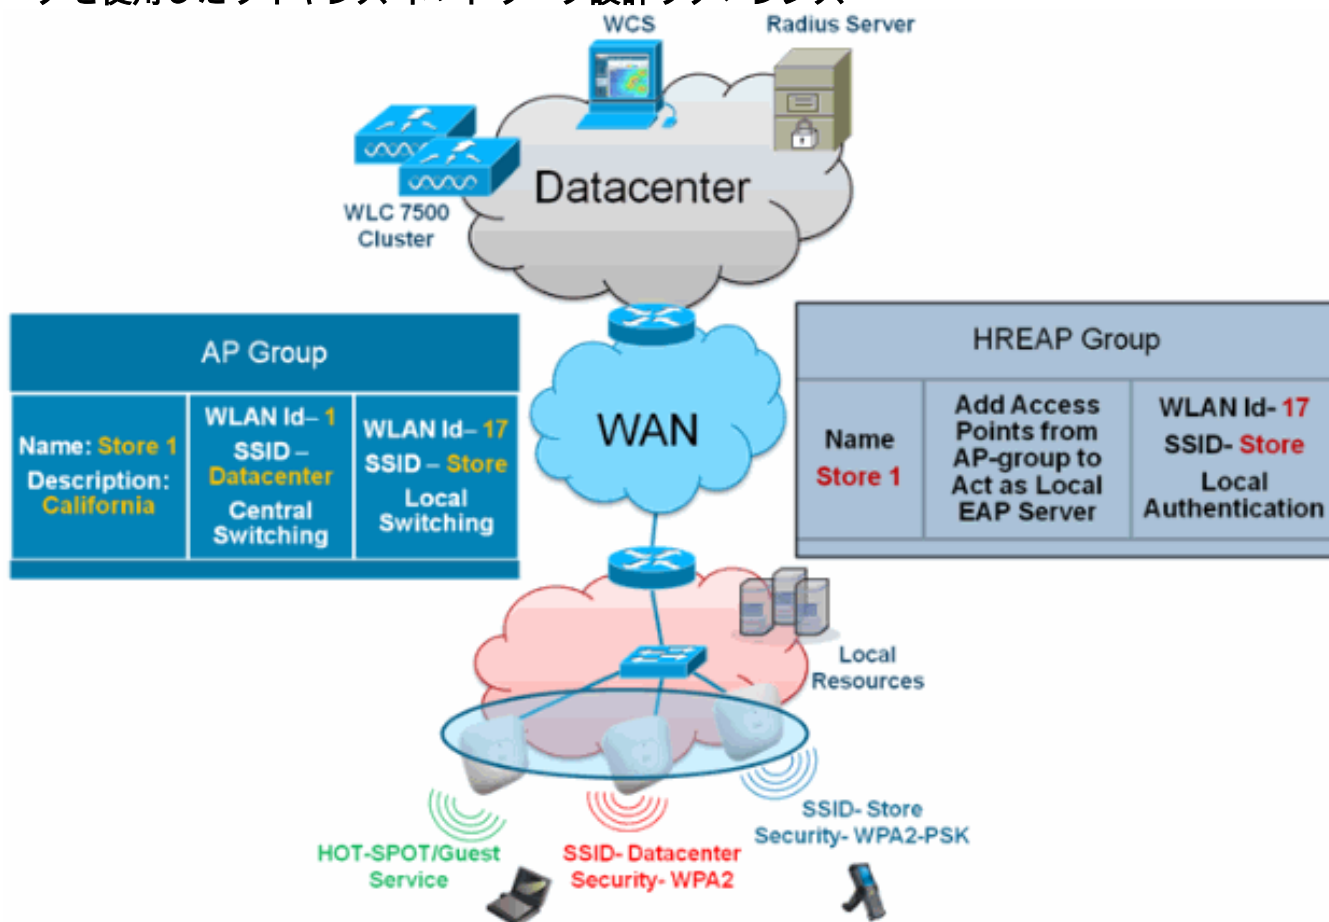 WCS
Radius Server
Datacenter
WLC 7500
Cluster
AP Group
Name: Store 1
Description:
California
WLAN Id– 1
SSID –
Datacenter
Central
Switching
WLAN Id– 17
SSID – Store
Local
Switching
WAN
HREAP Group
Name
Store 1
Add Access
Points from
AP-group to
Act as Local
EAP Server
WLAN Id- 17
SSID- Store
Local
Authentication
Local
Resources
HOT-SPOT/Guest
Service
SSID- Datacenter
Security- WPA2
SSID- Store
Security- WPA2-PSK